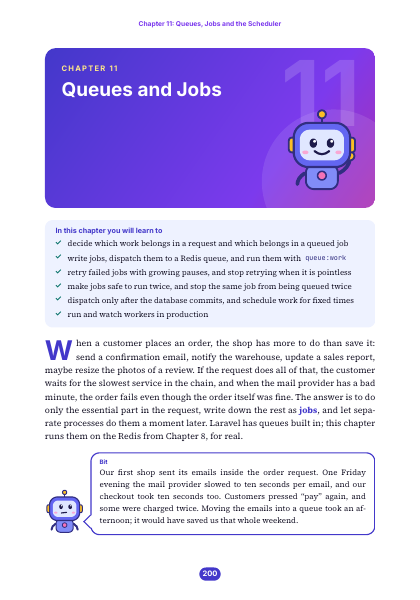 Chapter 11: Queues, Jobs and the Scheduler
CHAPTER 11
11
Queues and Jobs
In this chapter you will learn to
✓ decide which work belongs in a request and which belongs in a queued job
✓ write jobs, dispatch them to a Redis queue, and run them with queue:work
✓ retry failed jobs with growing pauses, and stop retrying when it is pointless
✓ make jobs safe to run twice, and stop the same job from being queued twice
✓ dispatch only after the database commits, and schedule work for fixed times
✓ run and watch workers in production
When a customer places an order, the shop has more to do than save it:
send a confirmation email, notify the warehouse, update a sales report,
maybe resize the photos of a review. If the request does all of that, the customer
waits for the slowest service in the chain, and when the mail provider has a bad
minute, the order fails even though the order itself was fine. The answer is to do
only the essential part in the request, write down the rest as jobs, and let sepa-
rate processes do them a moment later. Laravel has queues built in; this chapter
runs them on the Redis from Chapter 8, for real.
Bit
Our first shop sent its emails inside the order request. One Friday
evening the mail provider slowed to ten seconds per email, and our
checkout took ten seconds too. Customers pressed “pay” again, and
some were charged twice. Moving the emails into a queue took an af-
ternoon; it would have saved us that whole weekend.
200